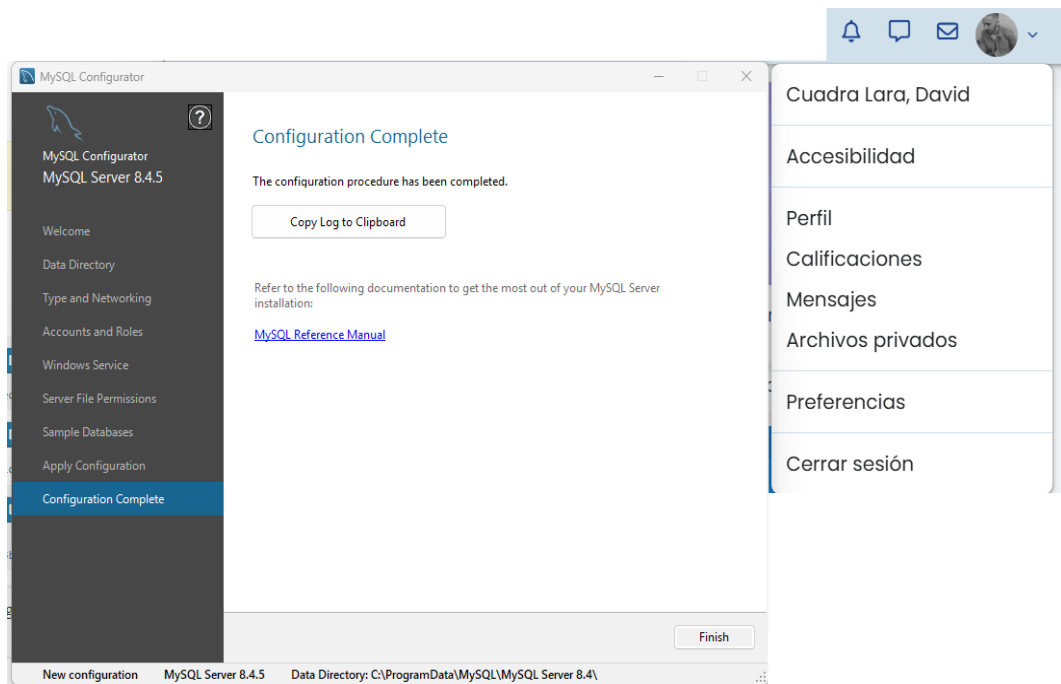 MySQL Configurator
?
MySQL Configurator
MySQL Server 8.4.5
Welcome
Data Directory
Type and Networking
Accounts and Roles
Windows Service
Server File Permissions
Sample Databases
Apply Configuration
Configuration Complete
Configuration Complete
The configuration procedure has been completed.
Copy Log to Clipboard
Refer to the following documentation to get the most out of your MySQL Server
installation:
MySQL Reference Manual
Finish
New configuration MySQL Server 8.4.5 Data Directory: C:\ProgramData\MySQL\MySQL Server 8.4\
Cuadra Lara, David
Accesibilidad
Perfil
Calificaciones
Mensajes
Archivos privados
Preferencias
Cerrar sesión